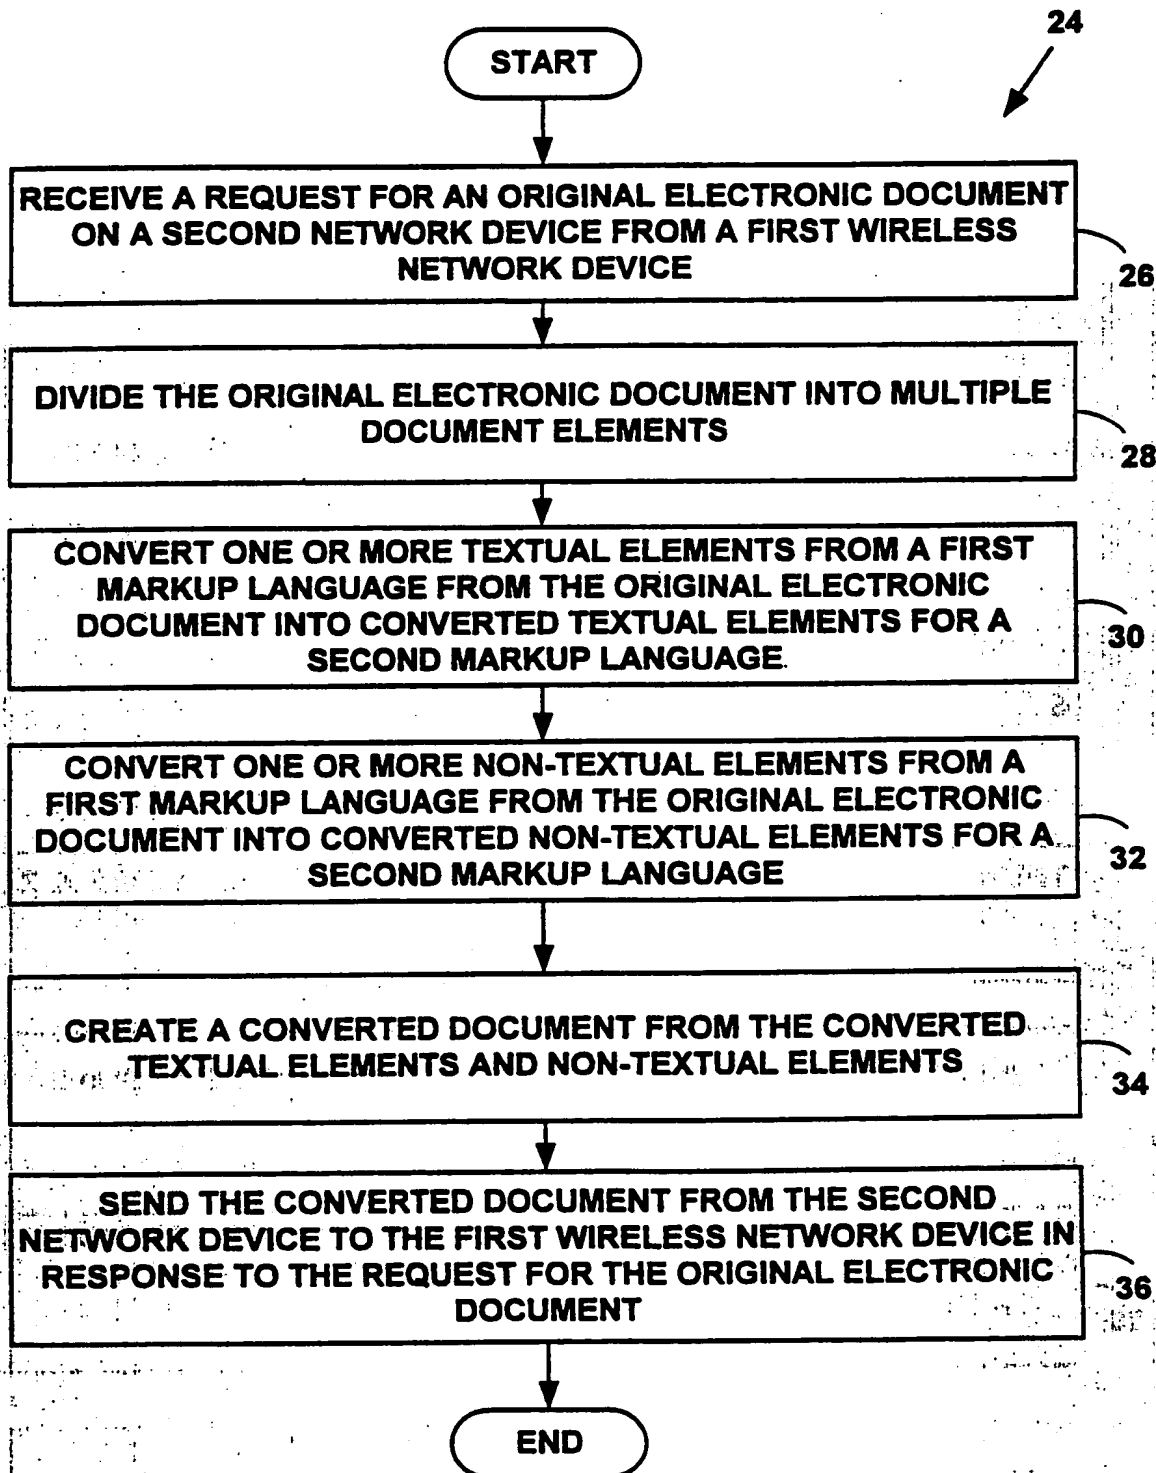 24
START
RECEIVE A REQUEST FOR AN ORIGINAL ELECTRONIC DOCUMENT
ON A SECOND NETWORK DEVICE FROM A FIRST WIRELESS
NETWORK DEVICE
26
DIVIDE THE ORIGINAL ELECTRONIC DOCUMENT INTO MULTIPLE
DOCUMENT ELEMENTS
28
CONVERT ONE OR MORE TEXTUAL ELEMENTS FROM A FIRST
MARKUP LANGUAGE FROM THE ORIGINAL ELECTRONIC
DOCUMENT INTO CONVERTED TEXTUAL ELEMENTS FOR A
SECOND MARKUP LANGUAGE
30
CONVERT ONE OR MORE NON-TEXTUAL ELEMENTS FROM A
FIRST MARKUP LANGUAGE FROM THE ORIGINAL ELECTRONIC
DOCUMENT INTO CONVERTED NON-TEXTUAL ELEMENTS FOR A
SECOND MARKUP LANGUAGE
32
CREATE A CONVERTED DOCUMENT FROM THE CONVERTED
TEXTUAL ELEMENTS AND NON-TEXTUAL ELEMENTS
34
SEND THE CONVERTED DOCUMENT FROM THE SECOND
NETWORK DEVICE TO THE FIRST WIRELESS NETWORK DEVICE IN
RESPONSE TO THE REQUEST FOR THE ORIGINAL ELECTRONIC
DOCUMENT
36
END